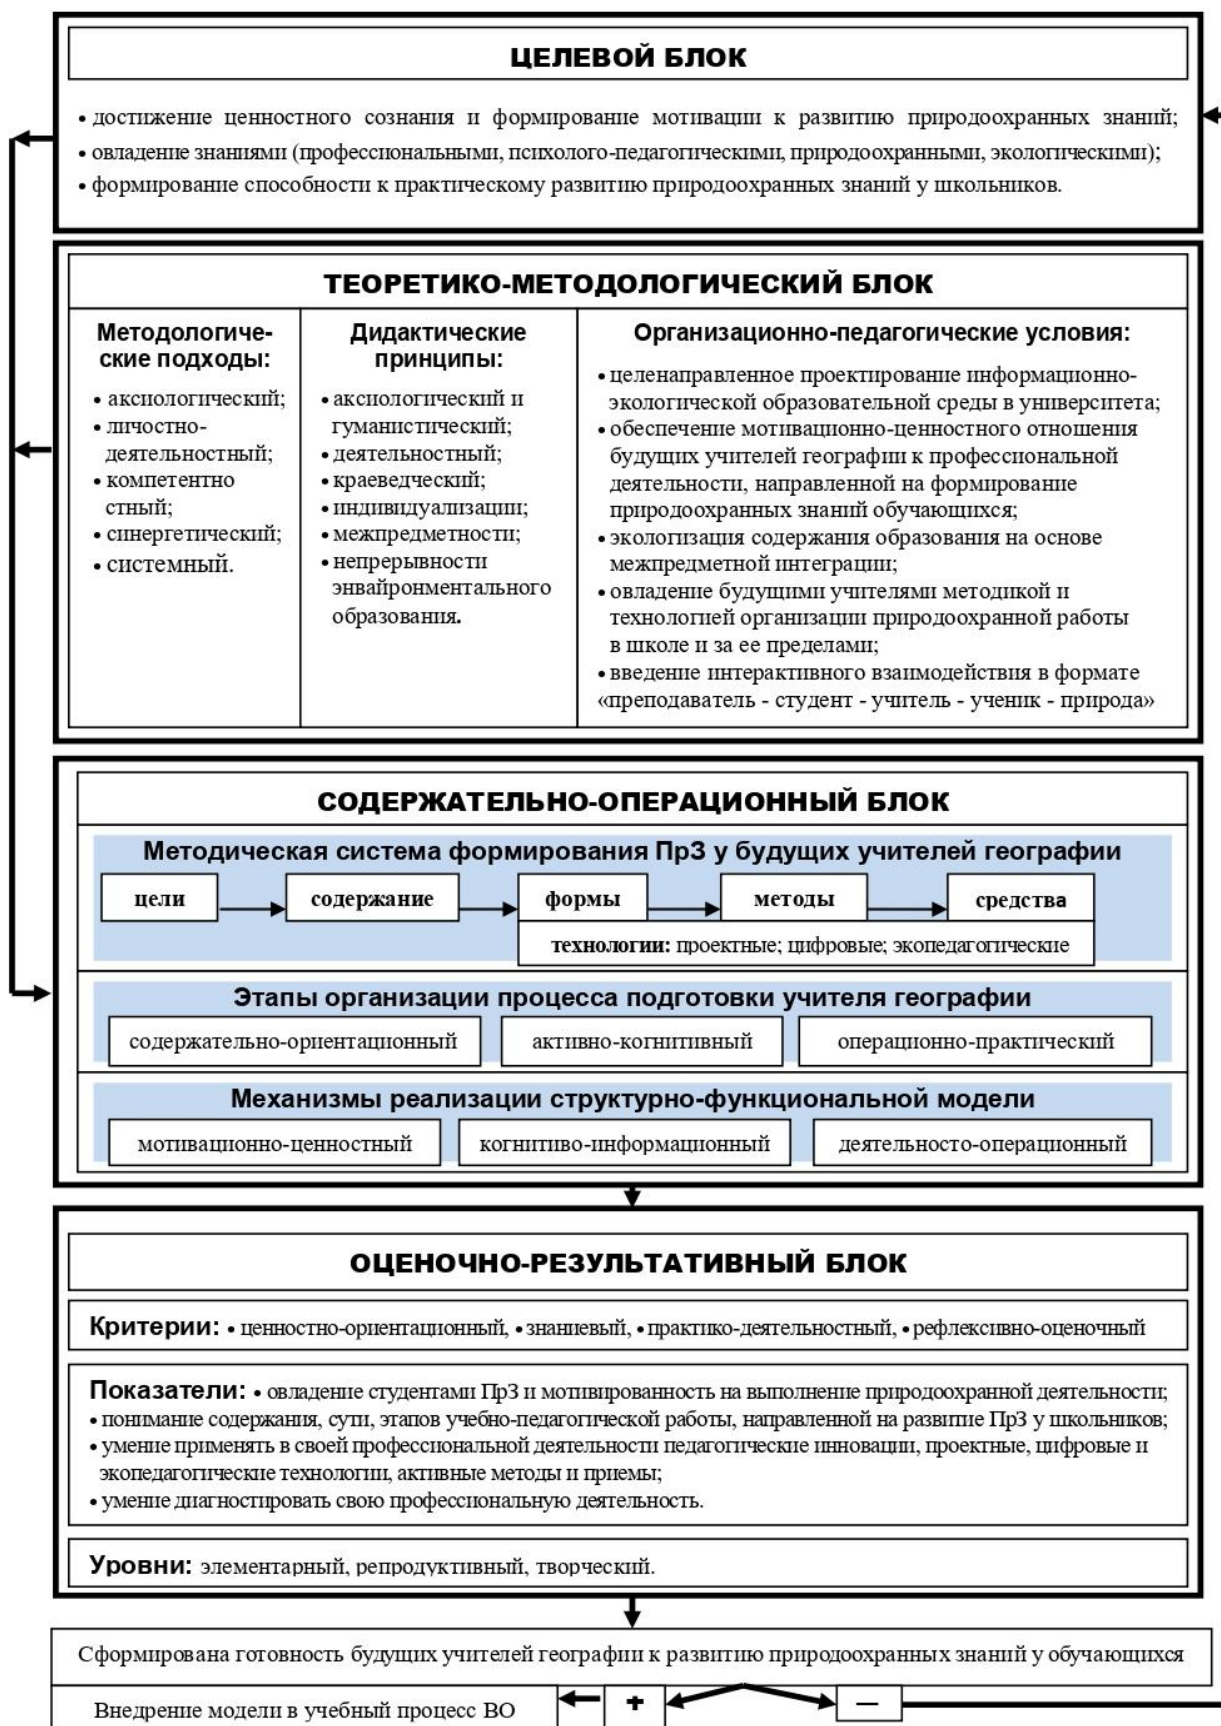 ЦЕЛЕВОЙ БЛОК
• достижение ценностного сознания и формирование мотивации к развитию природоохранных знаний;
• овладение знаниями (профессиональными, психолого-педагогическими, природоохранными, экологическими);
• формирование способности к практическому развитию природоохранных знаний у школьников.
ТЕОРЕТИКО-МЕТОДОЛОГИЧЕСКИЙ БЛОК
Методологиче-
ские подходы:
• аксиологический;
• личостно-
деятельностный;
• компетентно
стный;
• синергетический;
• системный.
Дидактические
принципы:
• аксиологический и
гуманистический;
• деятельностный;
• краеведческий;
• индивидуализации;
• межпредметности;
• непрерывности
энвайронментального
образования.
Организационно-педагогические условия:
• целенаправленное проектирование информационно-
экологической образовательной среды в университета;
• обеспечение мотивационно-ценностного отношения
будущих учителей географии к профессиональной
деятельности, направленной на формирование
природоохранных знаний обучающихся;
• экологизация содержания образования на основе
межпредметной интеграции;
• овладение будущими учителями методикой и
технологией организации природоохранной работы
в школе и за ее пределами;
• введение интерактивного взаимодействия в формате
«преподаватель - студент - учитель - ученик - природа»
СОДЕРЖАТЕЛЬНО-ОПЕРАЦИОННЫЙ БЛОК
Методическая система формирования ПрЗ у будущих учителей географии
цели содержание формы методы средства
технологии: проектные; цифровые; экопедагогические
Этапы организации процесса подготовки учителя географии
содержательно-ориентационный активно-когнитивный операционно-практический
Механизмы реализации структурно-функциональной модели
мотивационно-ценностный когнитиво-информационный деятельносто-операционный
ОЦЕНОЧНО-РЕЗУЛЬТАТИВНЫЙ БЛОК
Критерии: • ценностно-ориентационный, • знаниевый, • практико-деятельностный, • рефлексивно-оценочный
Показатели: • овладение студентами ПрЗ и мотивированность на выполнение природоохранной деятельности;
• понимание содержания, сути, этапов учебно-педагогической работы, направленной на развитие ПрЗ у школьников;
• умение применять в своей профессиональной деятельности педагогические инновации, проектные, цифровые и
экопедагогические технологии, активные методы и приемы;
• умение диагностировать свою профессиональную деятельность.
Уровни: элементарный, репродуктивный, творческий.
Сформирована готовность будущих учителей географии к развитию природоохранных знаний у обучающихся
Внедрение модели в учебный процесс ВО + —